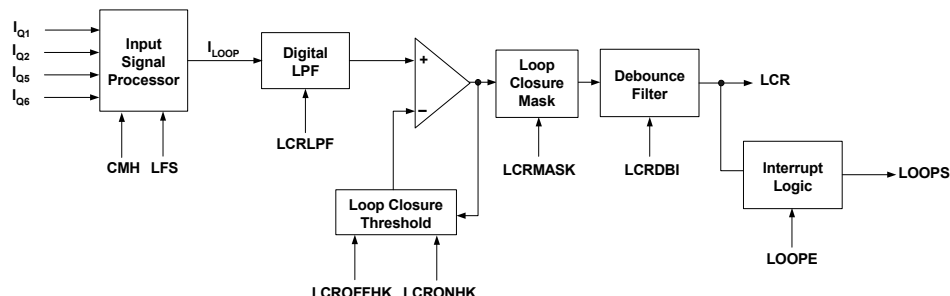 IQ1
IQ2
IQ5
IQ6
Input
Signal
Processor
CMH
LFS
ILOOP
Digital
LPF
LCRLPF
+
−
Loop Closure
Threshold
LCROFFHK
LCRONHK
Loop
Closure
Mask
LCRMASK
Debounce
Filter
LCRDBI
LCR
Interrupt
Logic
LOOPE
LOOPS